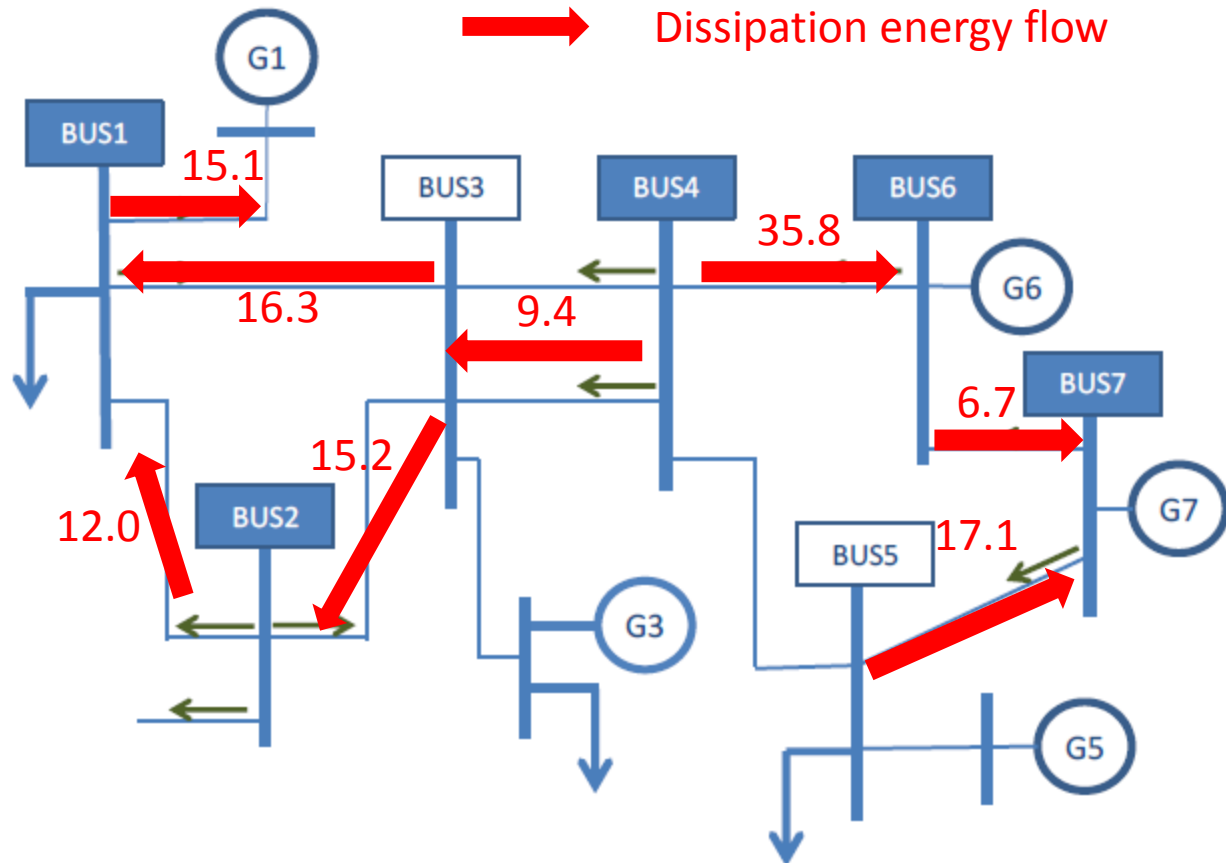 Dissipation energy flow
G1
BUS1
15.1
BUS3
BUS4
BUS6
35.8
G6
16.3
9.4
BUS7
6.7
15.2
12.0
BUS2
G7
17.1
BUS5
G3
G5